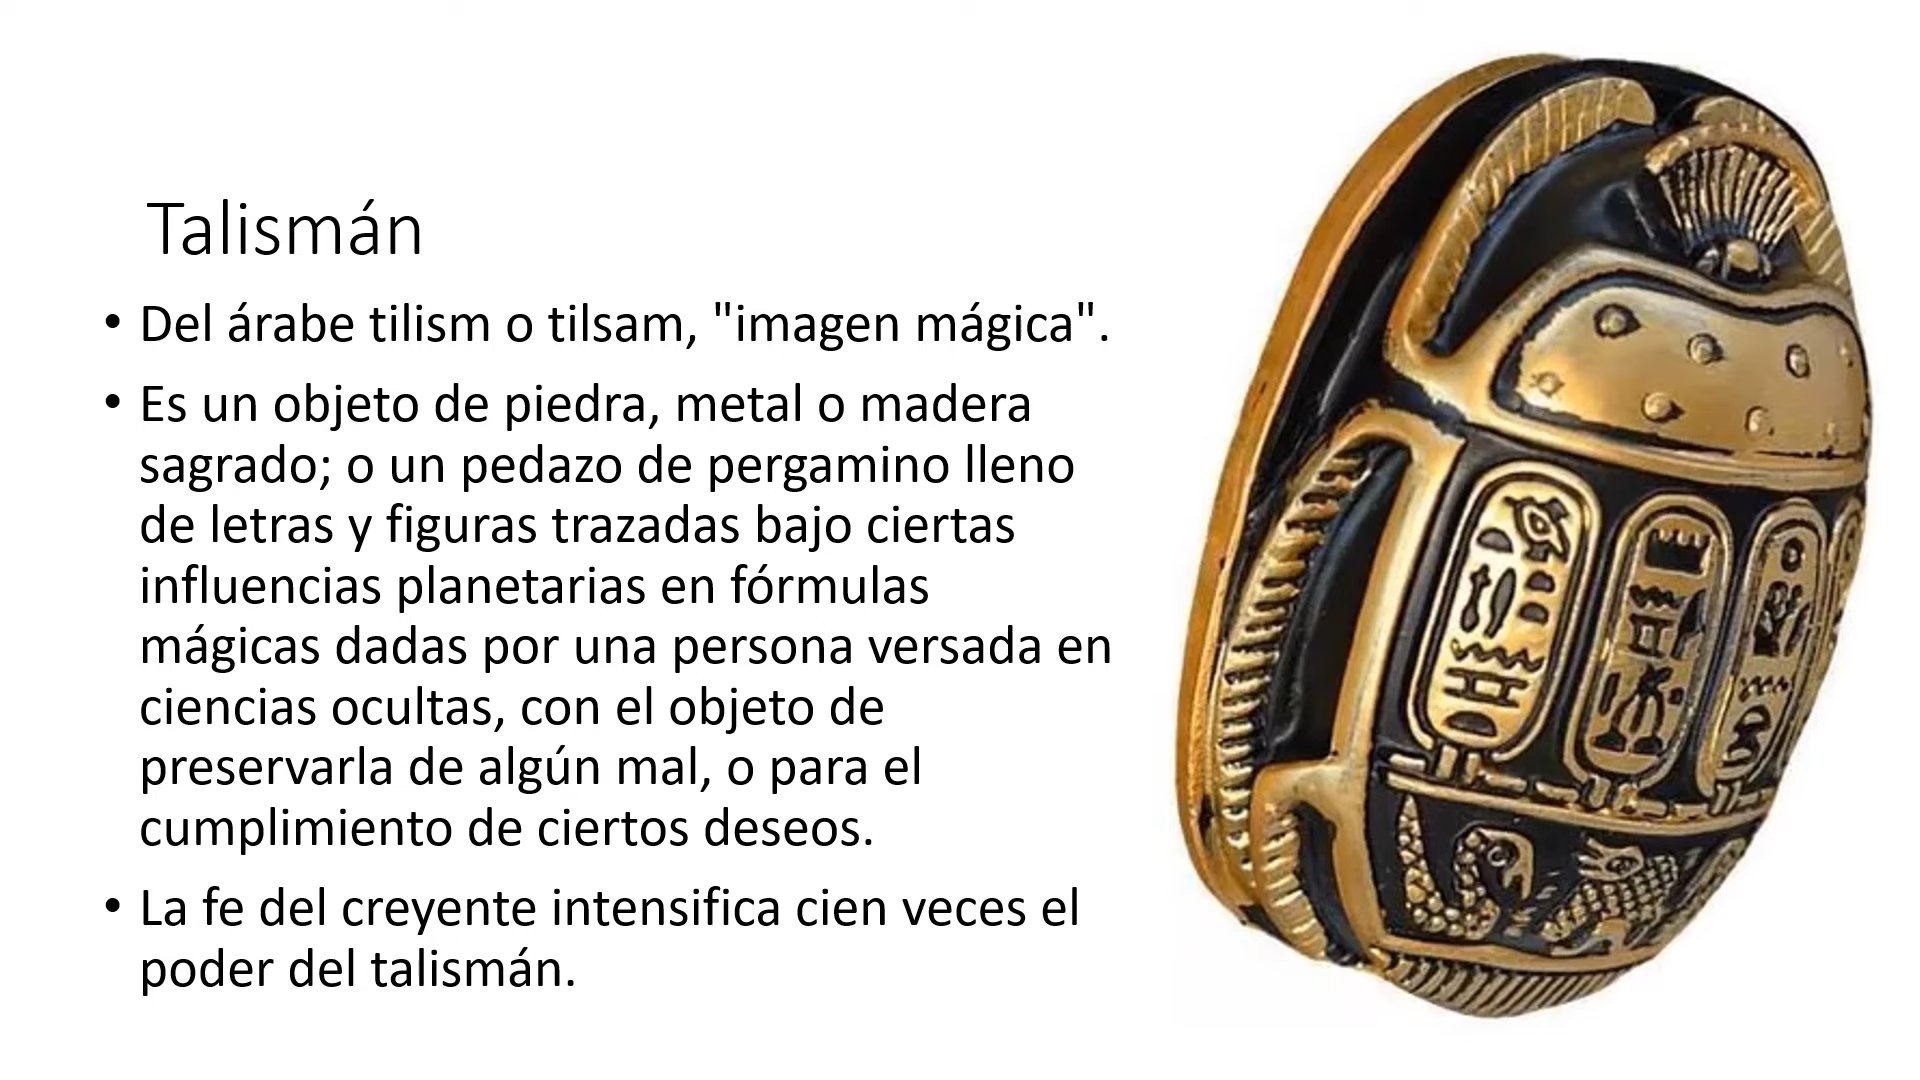 Talismán
• Del árabe tilism o tilsam, "imagen mágica".
• Es un objeto de piedra, metal o madera
sagrado; o un pedazo de pergamino lleno
de letras y figuras trazadas bajo ciertas
influencias planetarias en fórmulas
mágicas dadas por una persona versada en
ciencias ocultas, con el objeto de
preservarla de algún mal, o para el
cumplimiento de ciertos deseos.
• La fe del creyente intensifica cien veces el
poder del talismán.